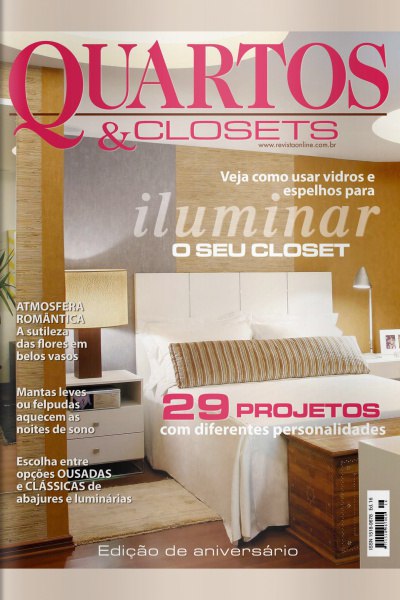 QUARTOS
& CLOSETS
www.revistaonline.com.br
Veja como usar vidros e
espelhos para
iluminar
O SEU CLOSET
ATMOSFERA
ROMÂNTICA
A sutileza
das flores em
belos vasos
Mantas leves
ou felpudas
aquecem as
noites de sono
29 PROJETOS
com diferentes personalidades
Escolha entre
opções OUSADAS
e CLÁSSICAS de
abajures e luminárias
Edição de aniversário